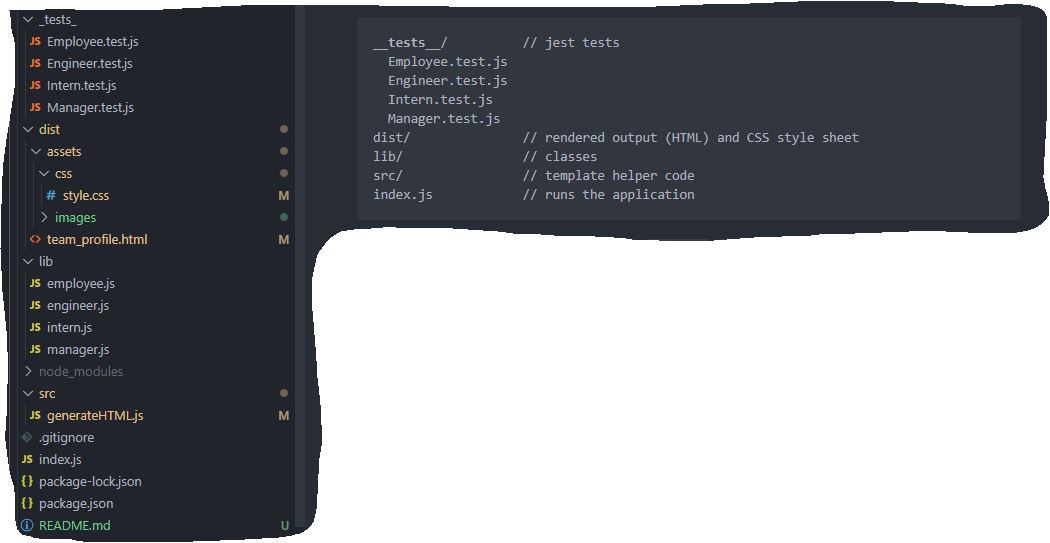 _tests_
JS Employee.test.js
JS Engineer.test.js
JS Intern.test.js
JS Manager.test.js
dist
assets
css
# style.css M
images
<> team_profile.html M
lib
JS employee.js
JS engineer.js
JS intern.js
JS manager.js
node_modules
src
JS generateHTML.js M
.gitignore
JS index.js
{} package-lock.json
{} package.json
README.md U
__tests__/ // jest tests
Employee.test.js
Engineer.test.js
Intern.test.js
Manager.test.js
dist/ // rendered output (HTML) and CSS style sheet
lib/ // classes
src/ // template helper code
index.js // runs the application